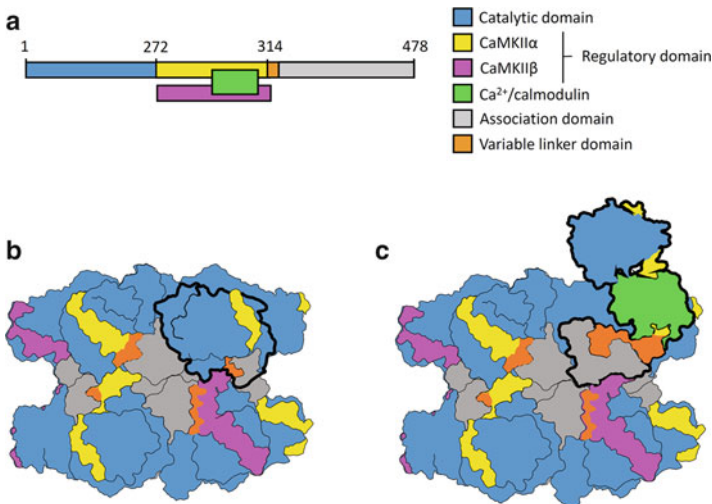 a
1 272 314 478
Catalytic domain
CaMKIIα
Regulatory domain
CaMKIIβ
Ca²⁺/calmodulin
Association domain
Variable linker domain
b
c